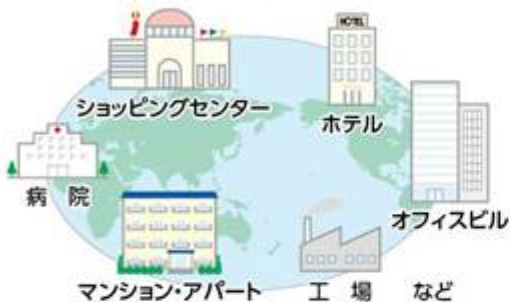 HOTEL
ショッピングセンター
ホテル
病 院
オフィスビル
マンション・アパート
工 場 など